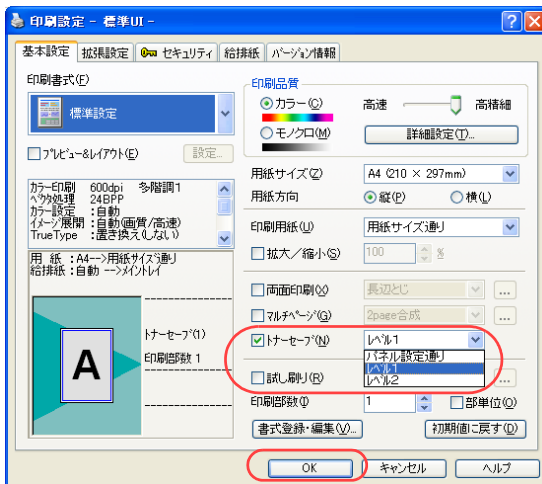 印刷設定 - 標準UI -
基本設定 拡張設定 セキュリティ 給排紙 バージョン情報
印刷書式(F)
標準設定
プレビュー&レイアウト(E) 設定...
カラー印刷 600dpi 多階調1
ベクタ処理 24BPP
カラー設定 :自動
イメージ展開 :自動(画質/高速)
TrueType :置き換え(しない)
用 紙 :A4-->用紙サイズ通り
給排紙:自動 -->メイントレイ
A
トナーセーブ(1)
印刷部数 1
印刷品質
カラー(C) 高速 高精細
モノクロ(M) 詳細設定(T)...
用紙サイズ(Z) A4 (210 × 297mm)
用紙方向 縦(P) 横(L)
印刷用紙(U) 用紙サイズ通り
拡大/縮小(S) 100 %
両面印刷(X) 長辺とじ ...
マルチページ(G) 2page合成 ...
トナーセーブ(N) レベル1
パネル設定通り
レベル1
レベル2
試し刷り(R) ...
印刷部数(I) 1 部単位(O)
書式登録・編集(V)... 初期値に戻す(D)
OK キャンセル ヘルプ